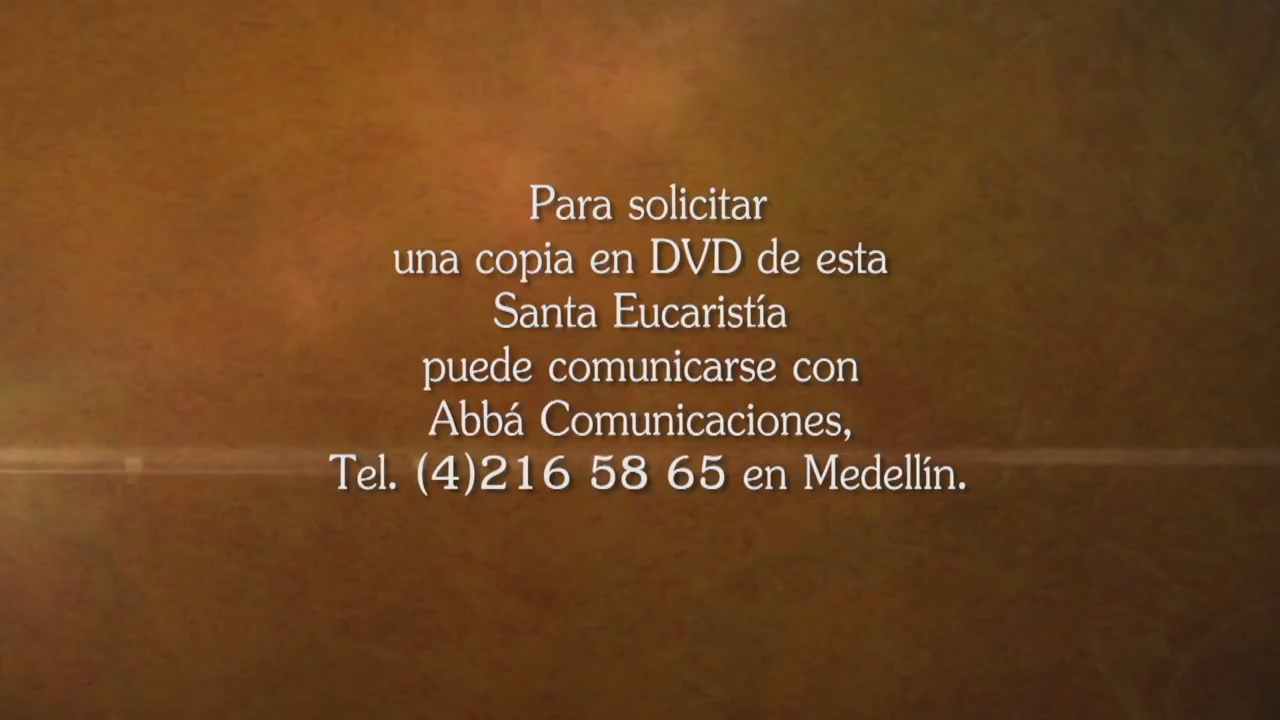 Para solicitar
una copia en DVD de esta
Santa Eucaristía
puede comunicarse con
Abbá Comunicaciones,
Tel. (4)216 58 65 en Medellín.